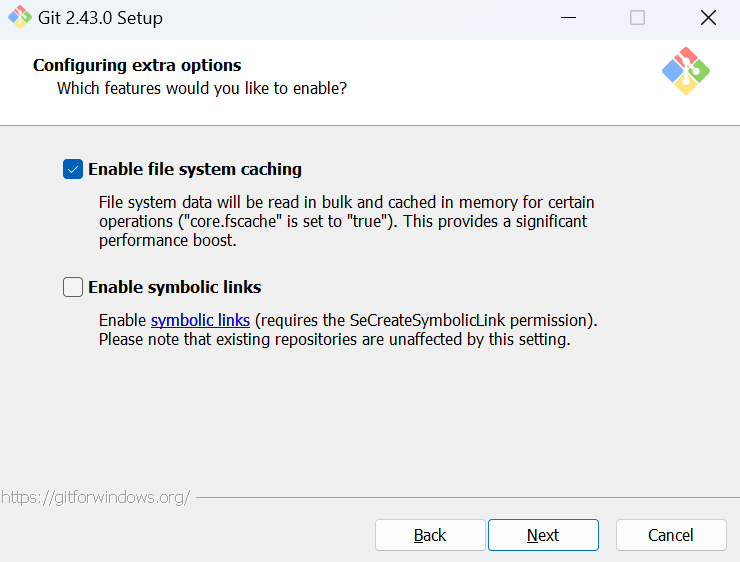 Git 2.43.0 Setup
Configuring extra options
Which features would you like to enable?
Enable file system caching
File system data will be read in bulk and cached in memory for certain
operations ("core.fscache" is set to "true"). This provides a significant
performance boost.
Enable symbolic links
Enable symbolic links (requires the SeCreateSymbolicLink permission).
Please note that existing repositories are unaffected by this setting.
https://gitforwindows.org/
Back
Next
Cancel